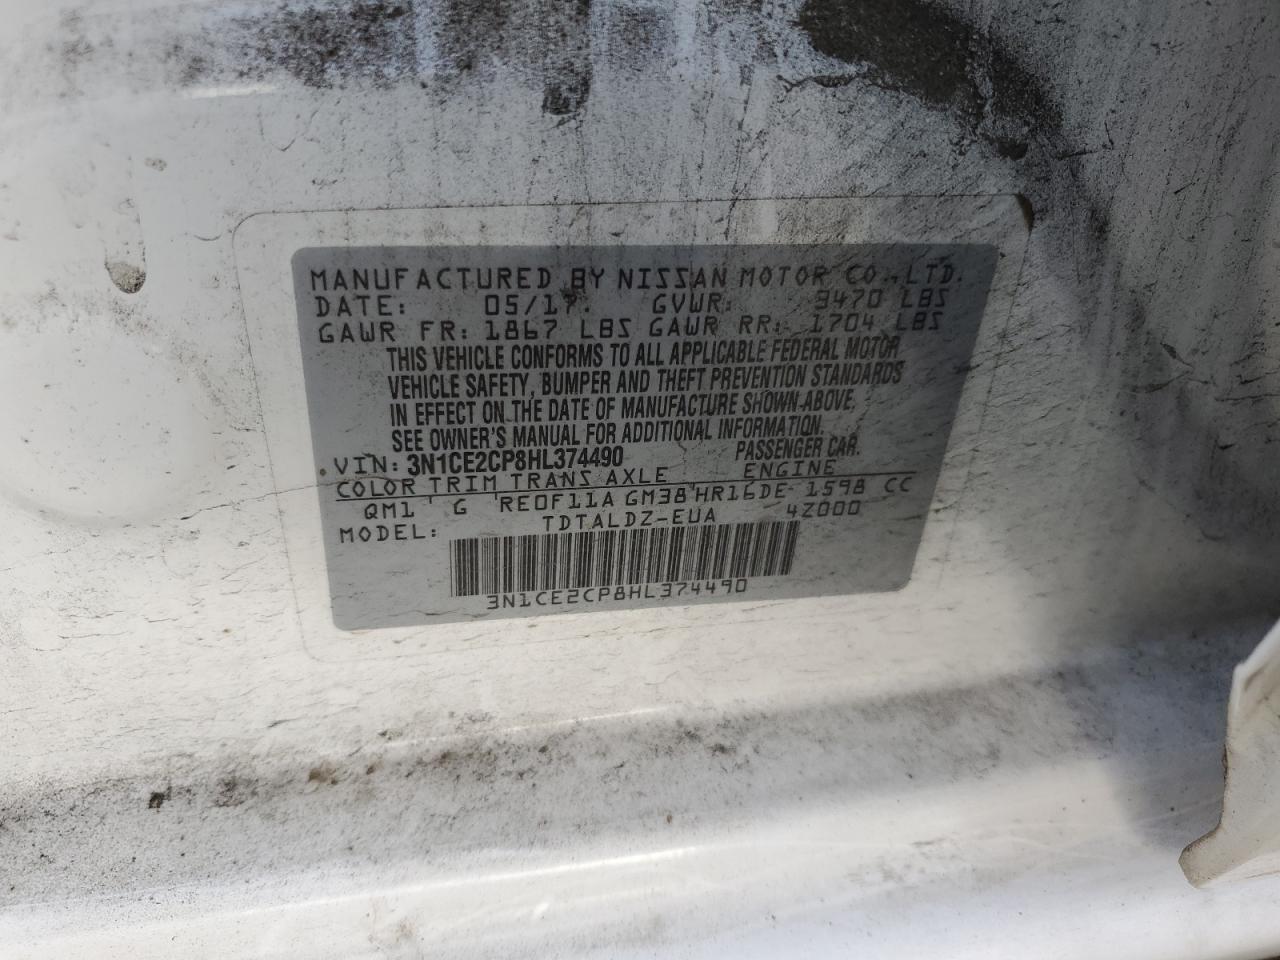 MANUFACTURED BY NISSAN MOTOR CO., LTD.
DATE: 05/17 GVWR: 3470 LBS
GAWR FR: 1867 LBS GAWR RR: 1704 LBS
THIS VEHICLE CONFORMS TO ALL APPLICABLE FEDERAL MOTOR
VEHICLE SAFETY, BUMPER AND THEFT PREVENTION STANDARDS
IN EFFECT ON THE DATE OF MANUFACTURE SHOWN ABOVE.
SEE OWNER'S MANUAL FOR ADDITIONAL INFORMATION.
VIN: 3N1CE2CP8HL374490 PASSENGER CAR.
COLOR TRIM TRANS AXLE ENGINE
QM1 G RE0F11A GM38 HR16DE 1598 CC
MODEL: TDTALDZ-EUA 4Z000
3N1CE2CP8HL374490